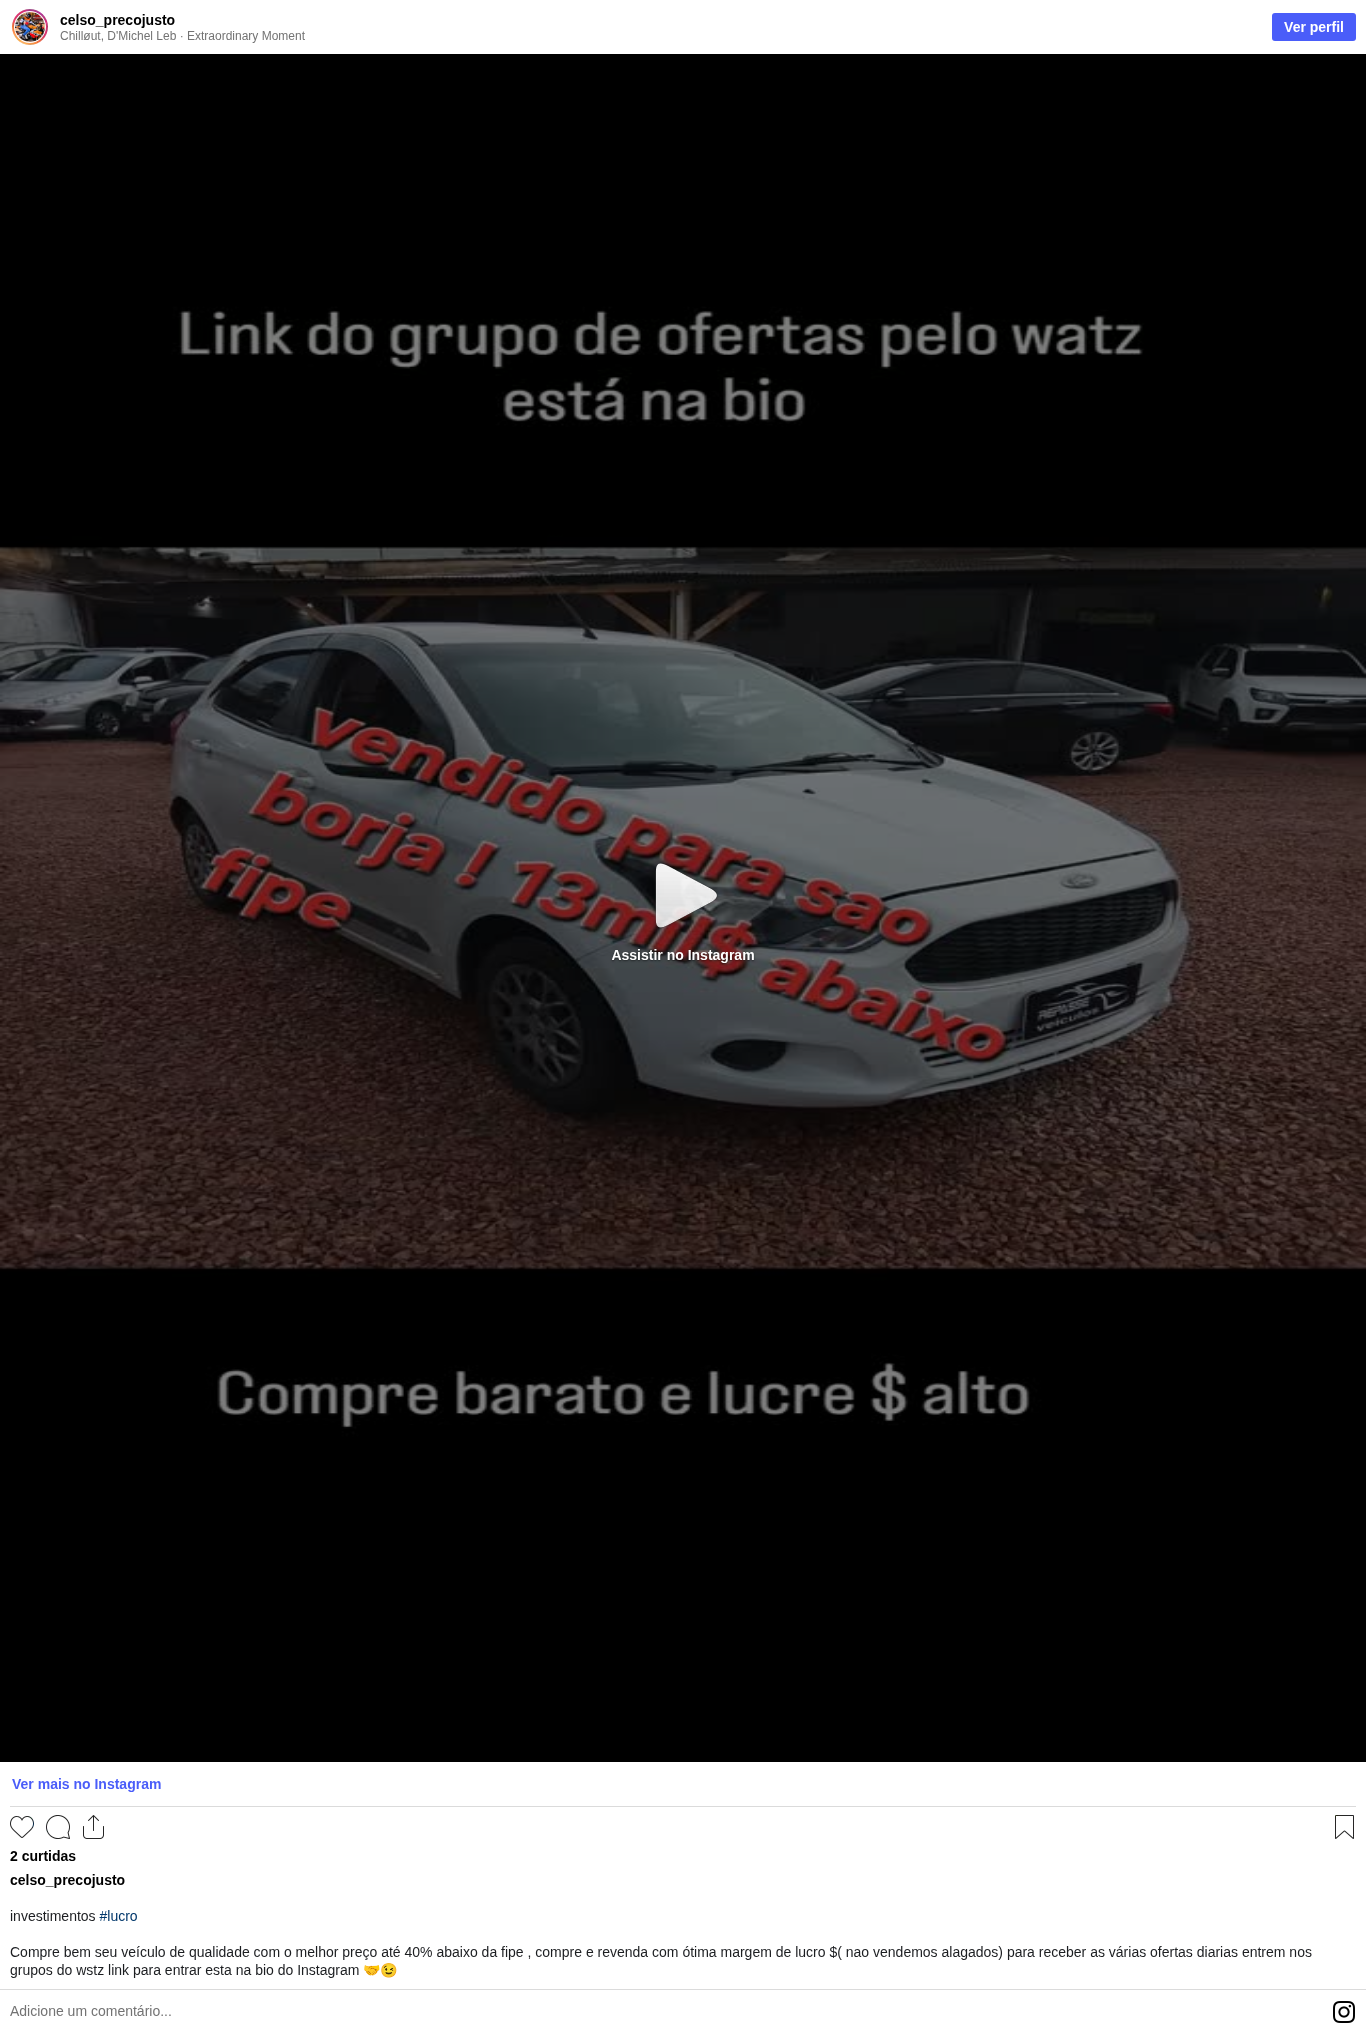 celso_precojusto
Chilløut, D'Michel Leb · Extraordinary Moment
Ver perfil
Link do grupo de ofertas pelo watz
está na bio
vendido para sao
borja ! 13mil$ abaixo
fipe
Assistir no Instagram
REPASSE
veículos
Compre barato e lucre $ alto
Ver mais no Instagram
2 curtidas
celso_precojusto
investimentos #lucro
Compre bem seu veículo de qualidade com o melhor preço até 40% abaixo da fipe , compre e revenda com ótima margem de lucro $( nao vendemos alagados) para receber as várias ofertas diarias entrem nos
grupos do wstz link para entrar esta na bio do Instagram 🤝😉
Adicione um comentário...